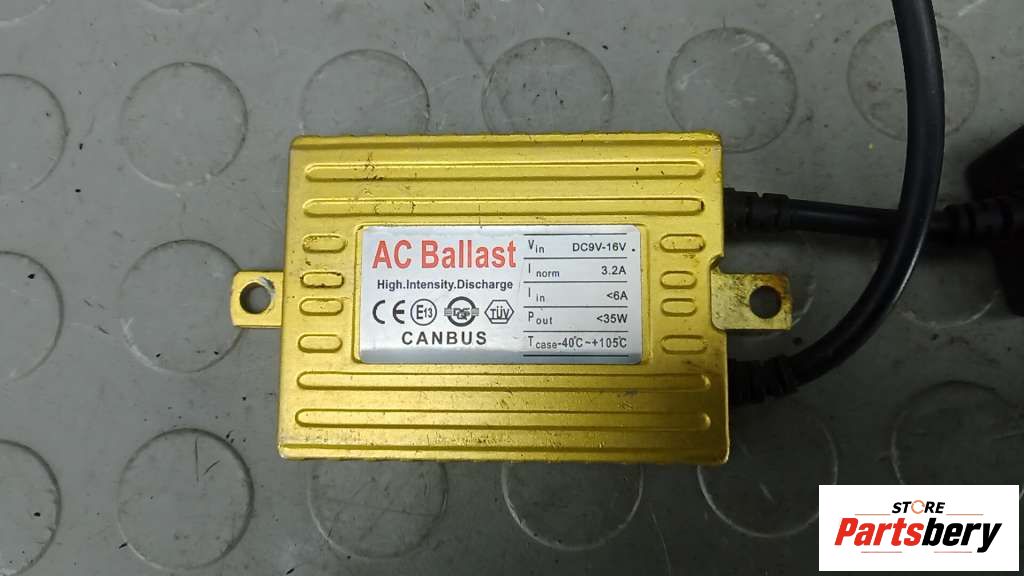 AC Ballast
High.Intensity.Discharge
CE E13 TÜV
CANBUS
Vin DC9V-16V
Inorm 3.2A
Iin <6A
Pout <35W
Tcase-40℃~+105℃
STORE
Partsbery